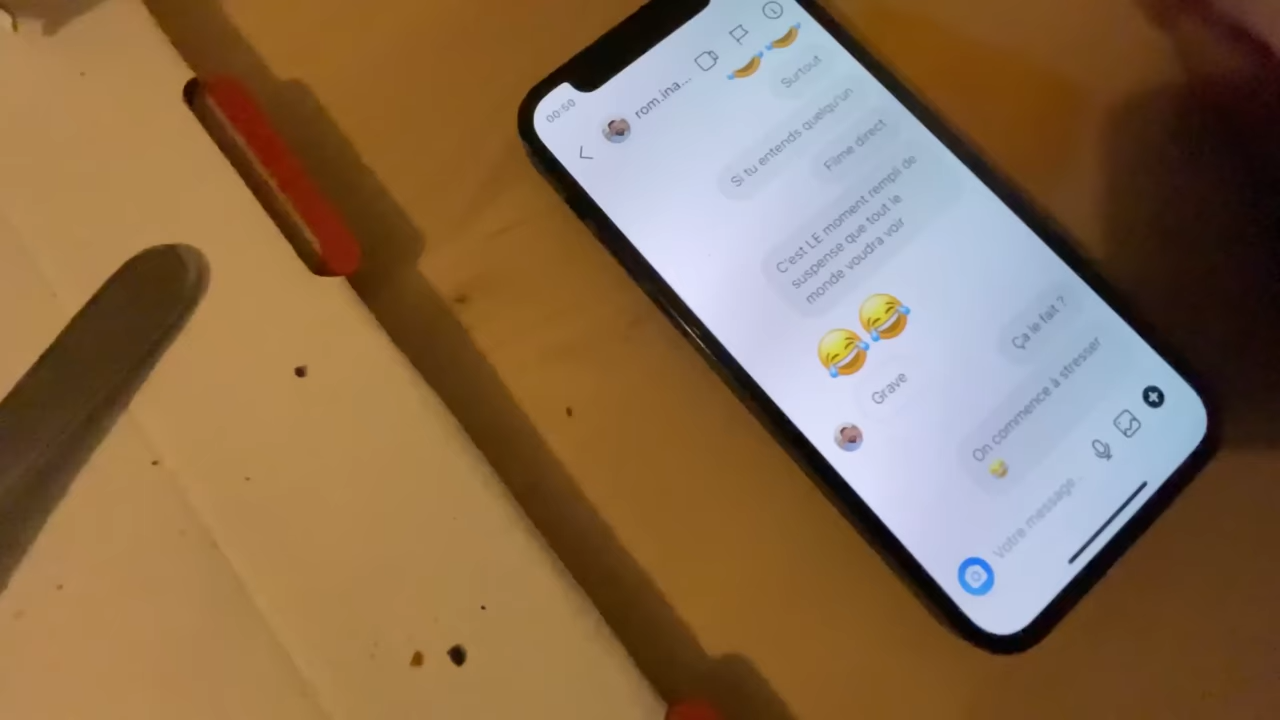 00:50
rom.ina...
Surtout
Si tu entends quelqu'un
Filme direct
C'est LE moment rempli de
suspense que tout le
monde voudra voir
Grave
Ça le fait ?
On commence à stresser
Votre message...